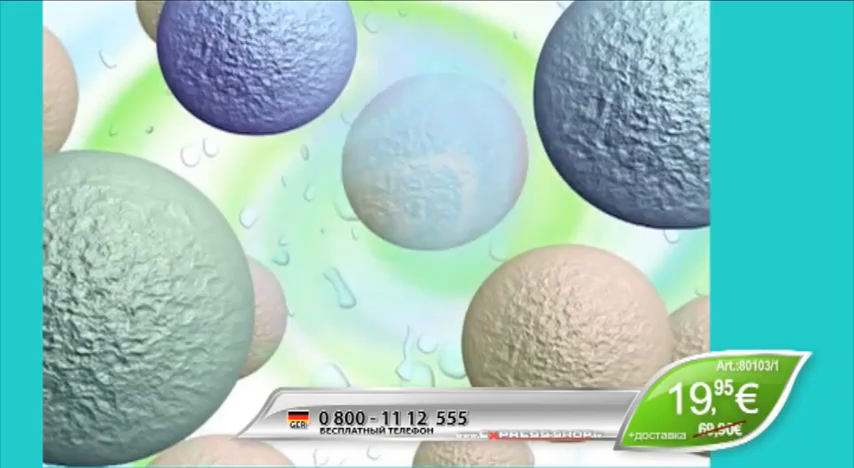 Art.:80103/1
19,95€
+доставка 69,90€
GER 0 800 - 11 12 555
БЕСПЛАТНЫЙ ТЕЛЕФОН